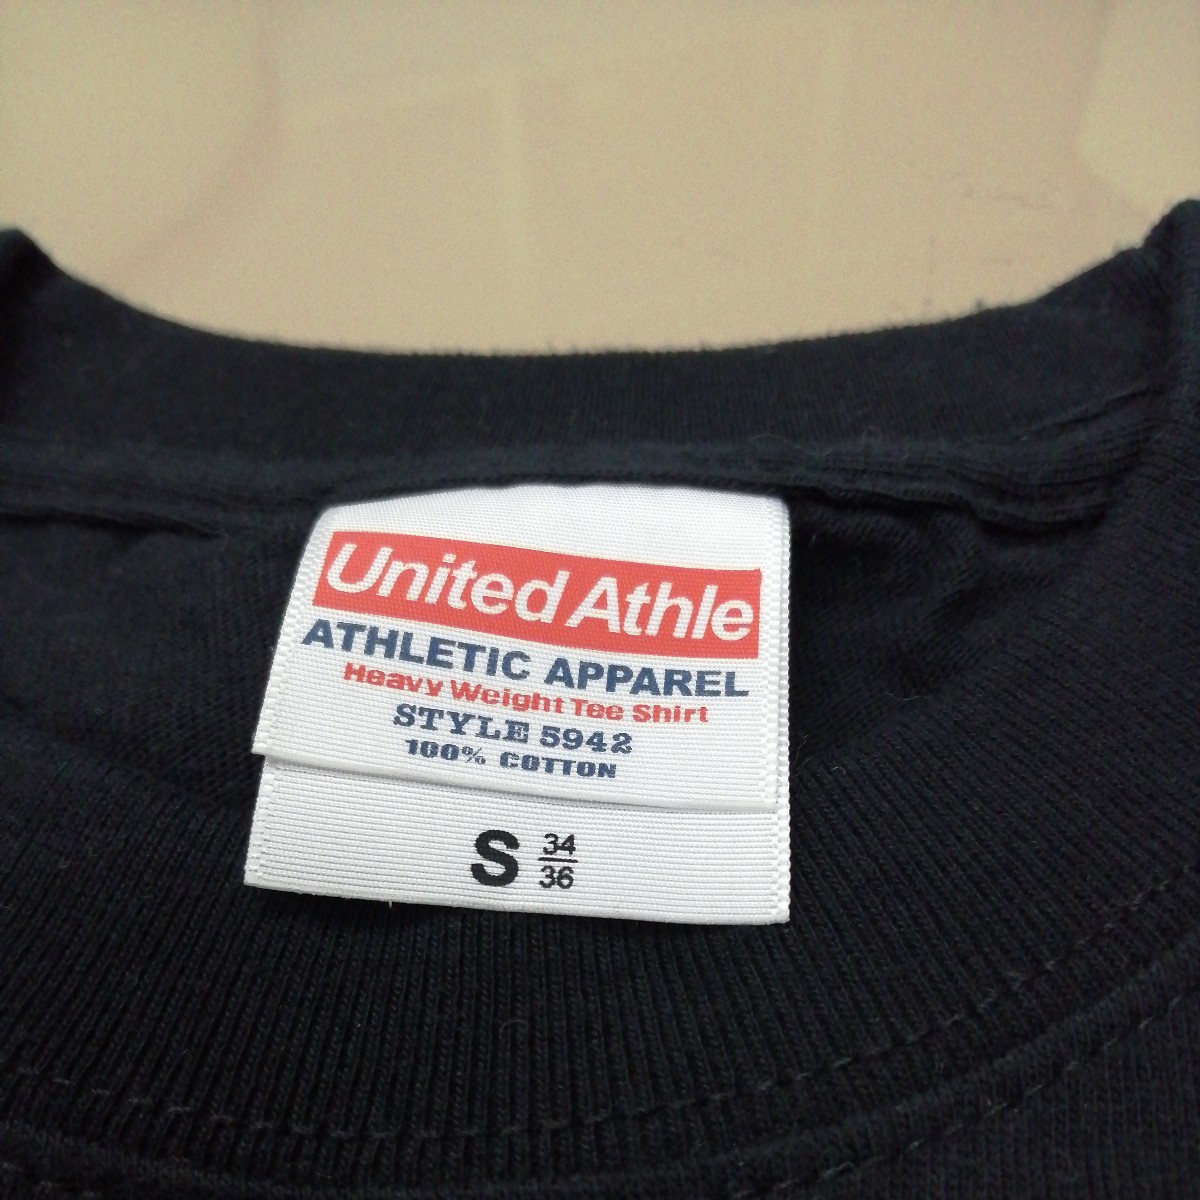 United Athle
ATHLETIC APPAREL
Heavy Weight Tee Shirt
STYLE 5942
100% COTTON
S 34
36